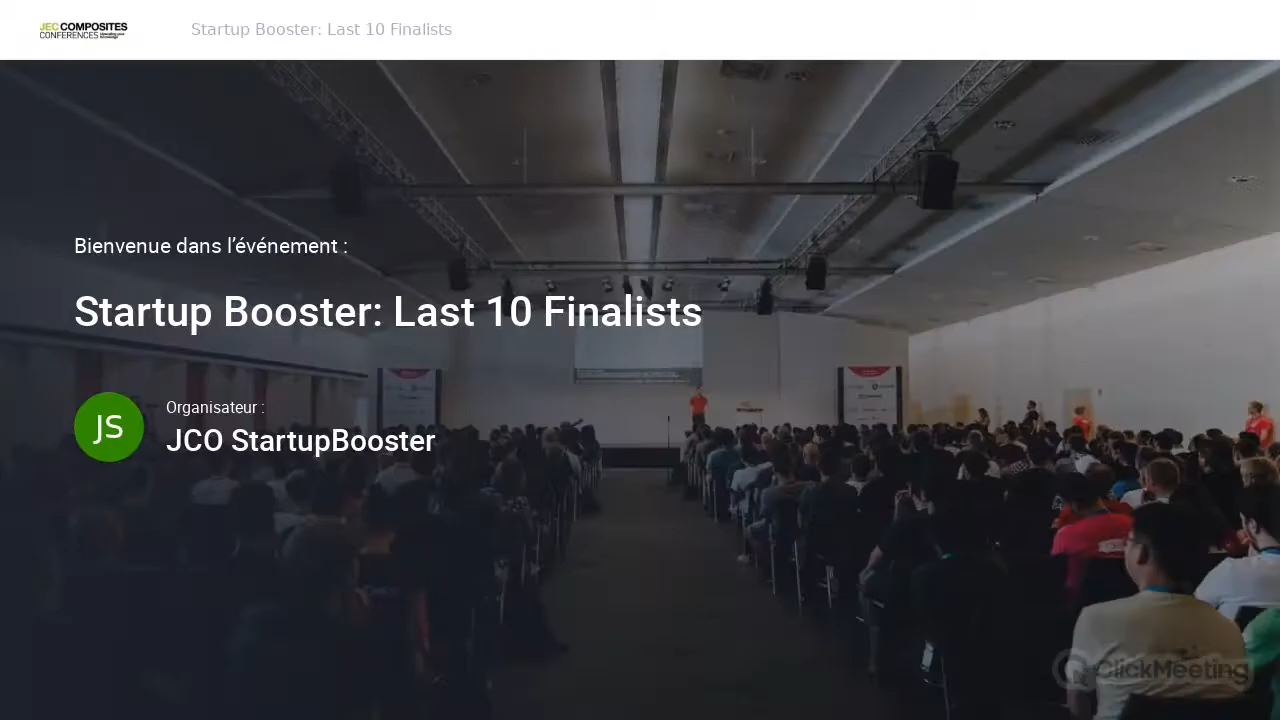 JEC COMPOSITES
CONFERENCES
Startup Booster: Last 10 Finalists
Bienvenue dans l’événement :
Startup Booster: Last 10 Finalists
JS
Organisateur :
JCO StartupBooster
ClickMeeting